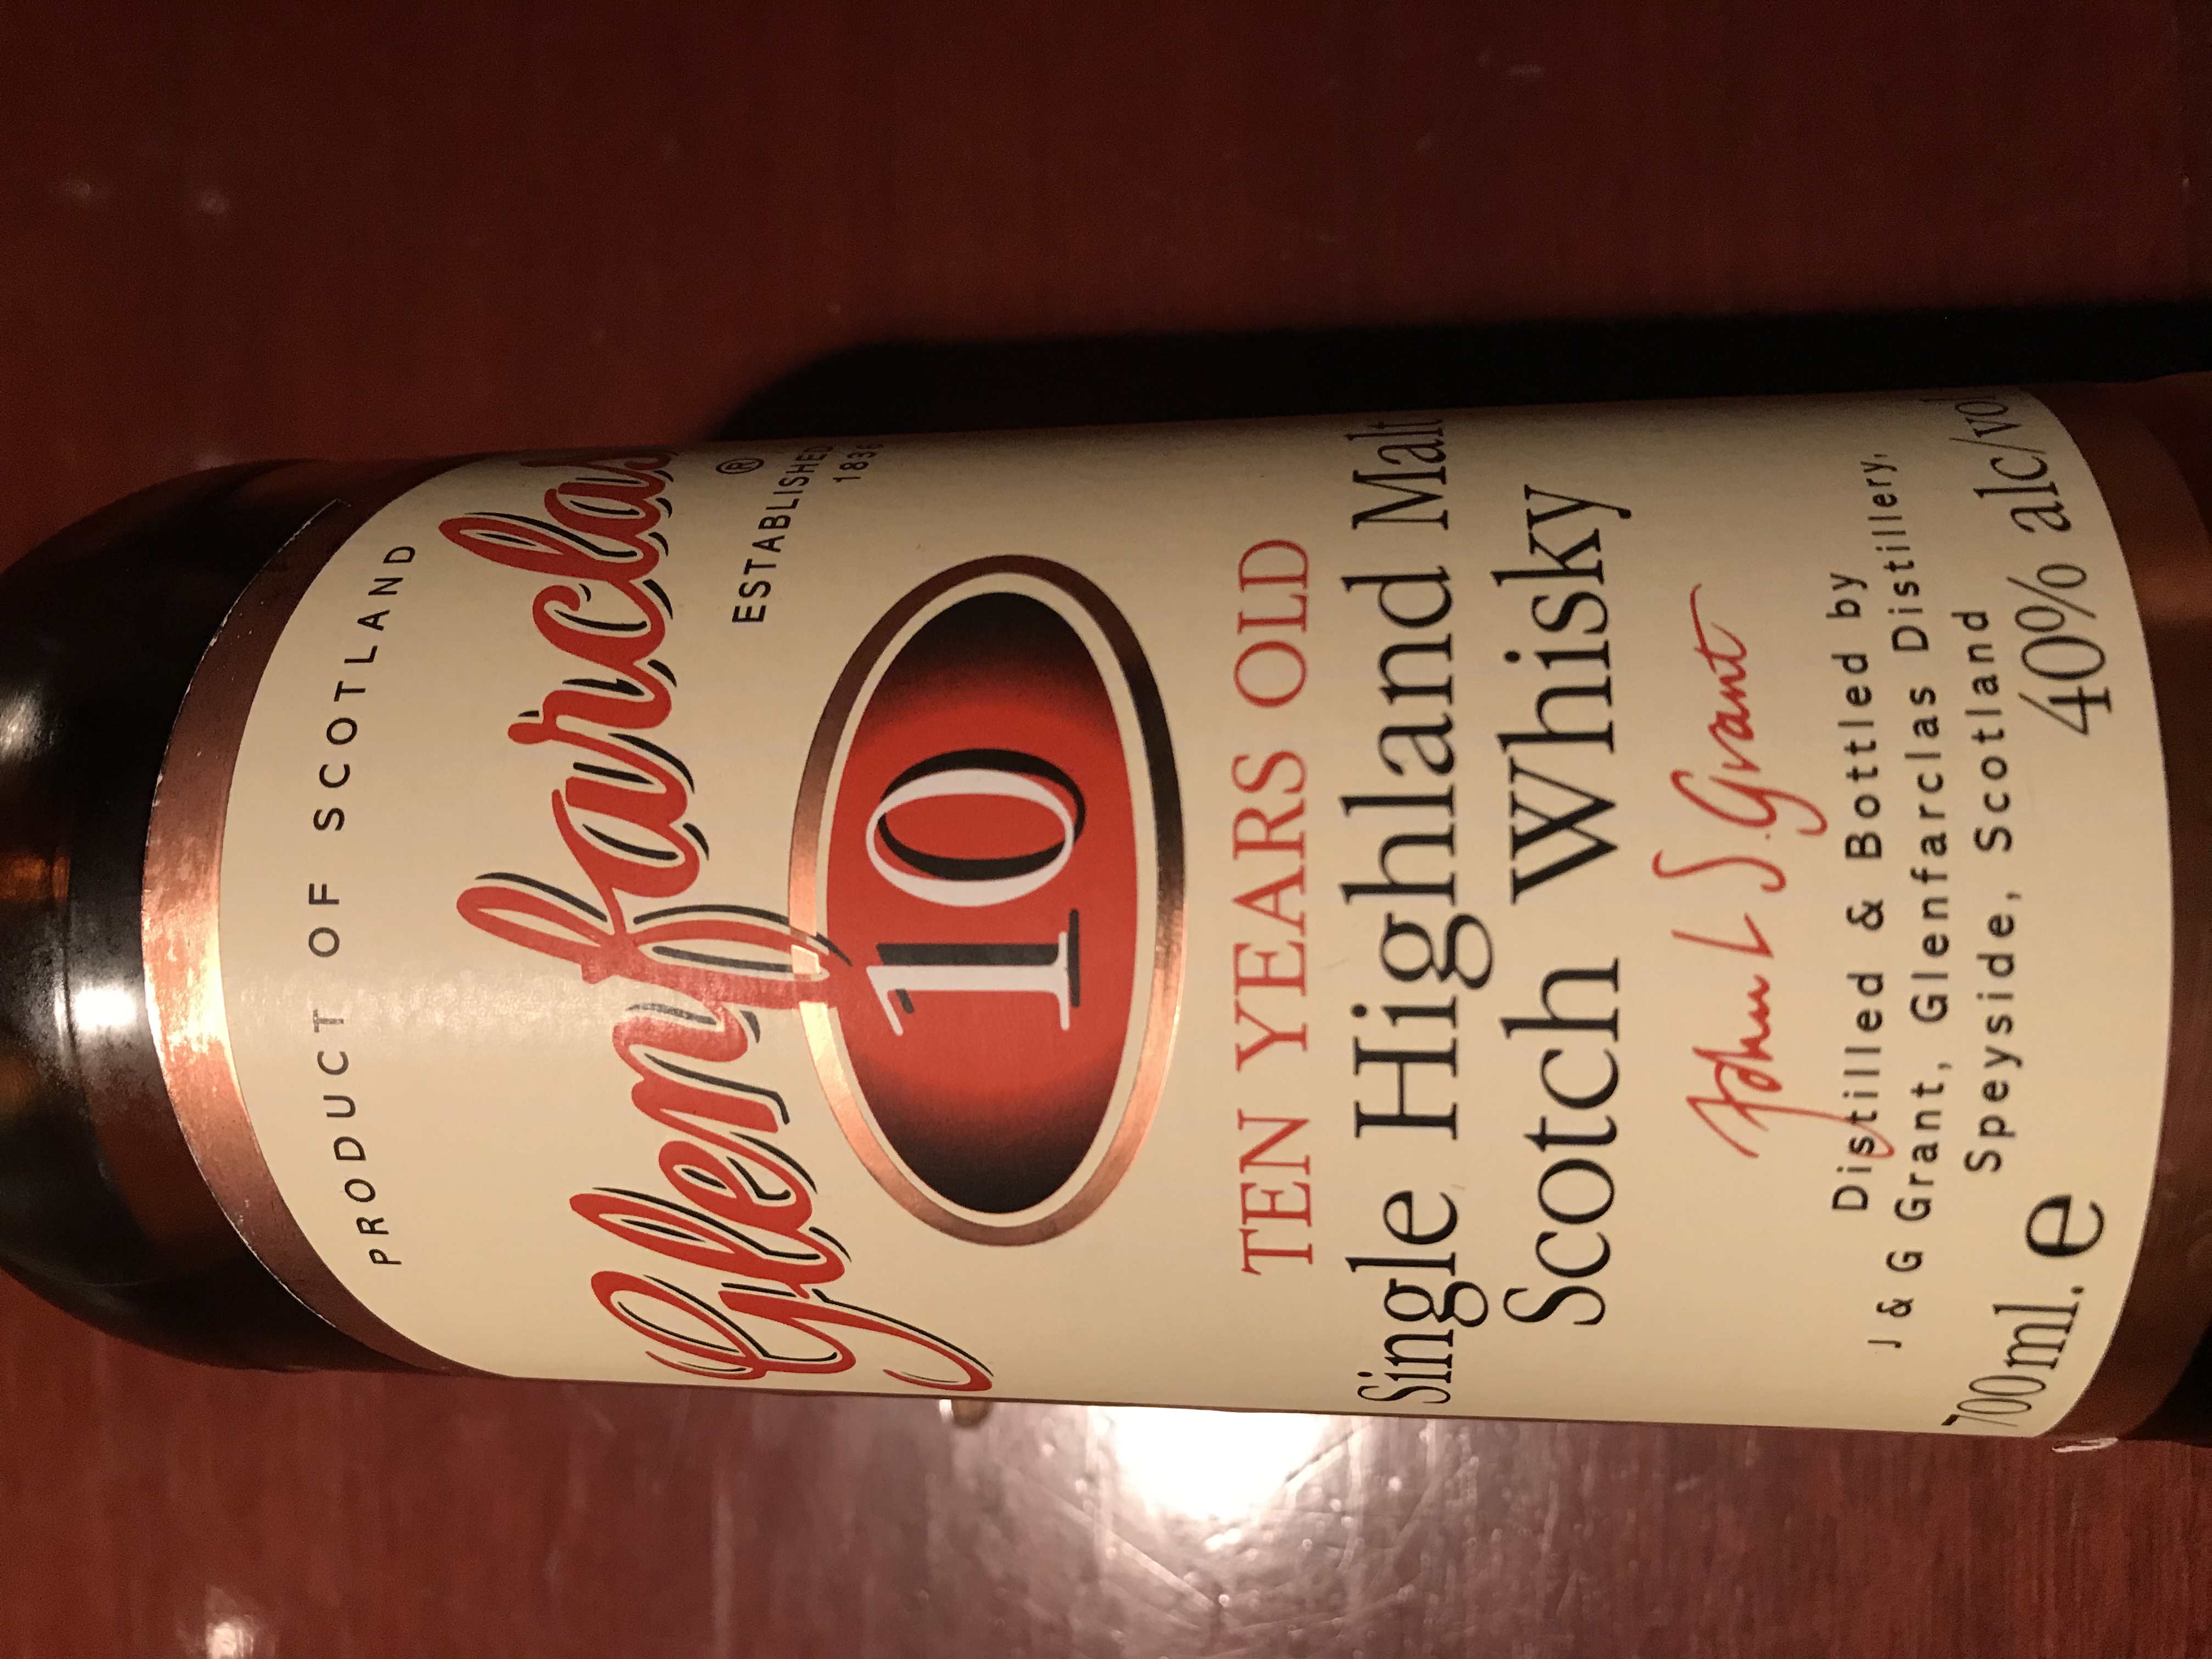 PRODUCT OF SCOTLAND
Glenfarclas
®
ESTABLISHED
1836
10
TEN YEARS OLD
Single Highland Malt
Scotch Whisky
John L S Grant
Distilled & Bottled by
J & G Grant, Glenfarclas Distillery,
Speyside, Scotland
700ml. e 40% alc/vol